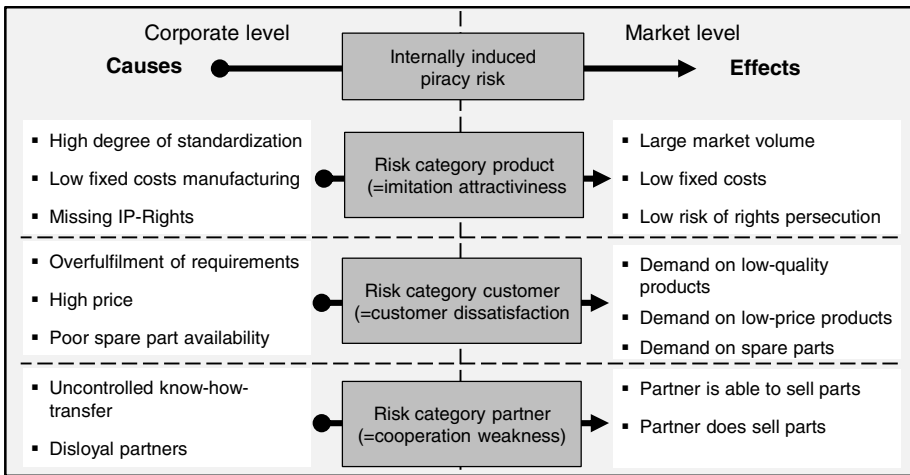 Corporate level
Causes
Internally induced
piracy risk
Market level
Effects
▪ High degree of standardization
▪ Low fixed costs manufacturing
▪ Missing IP-Rights
Risk category product
(=imitation attractiviness
▪ Large market volume
▪ Low fixed costs
▪ Low risk of rights persecution
▪ Overfulfilment of requirements
▪ High price
▪ Poor spare part availability
Risk category customer
(=customer dissatisfaction
▪ Demand on low-quality
products
▪ Demand on low-price products
▪ Demand on spare parts
▪ Uncontrolled know-how-
transfer
▪ Disloyal partners
Risk category partner
(=cooperation weakness)
▪ Partner is able to sell parts
▪ Partner does sell parts